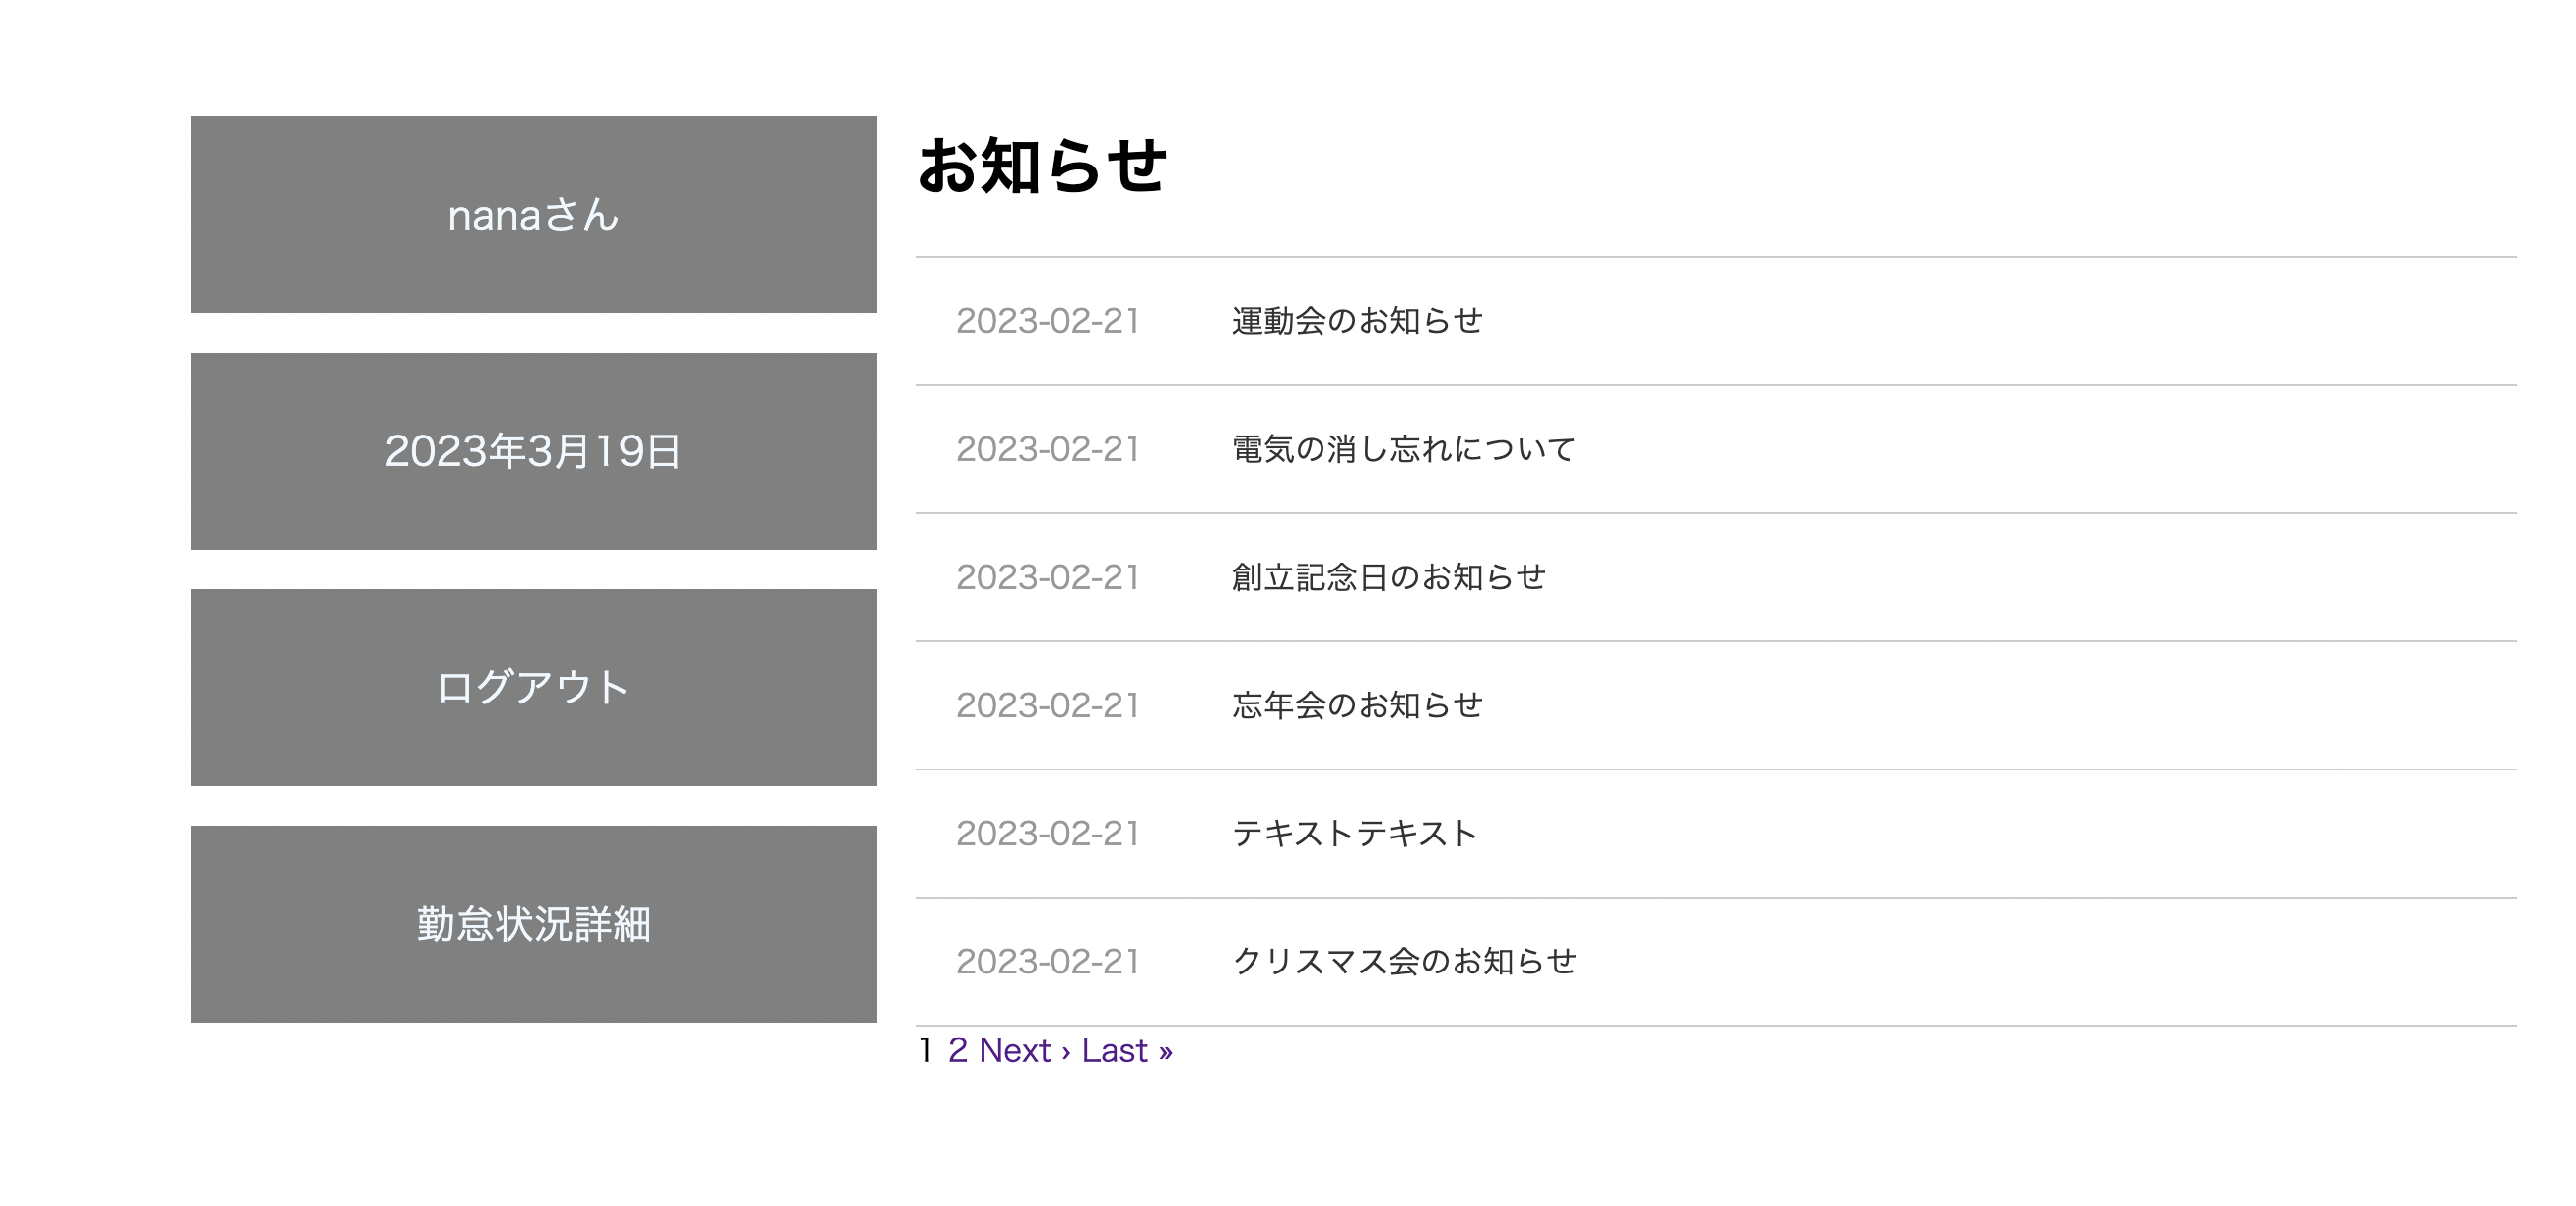 nanaさん
2023年3月19日
ログアウト
勤怠状況詳細
お知らせ
2023-02-21 運動会のお知らせ
2023-02-21 電気の消し忘れについて
2023-02-21 創立記念日のお知らせ
2023-02-21 忘年会のお知らせ
2023-02-21 テキストテキスト
2023-02-21 クリスマス会のお知らせ
1 2 Next › Last »